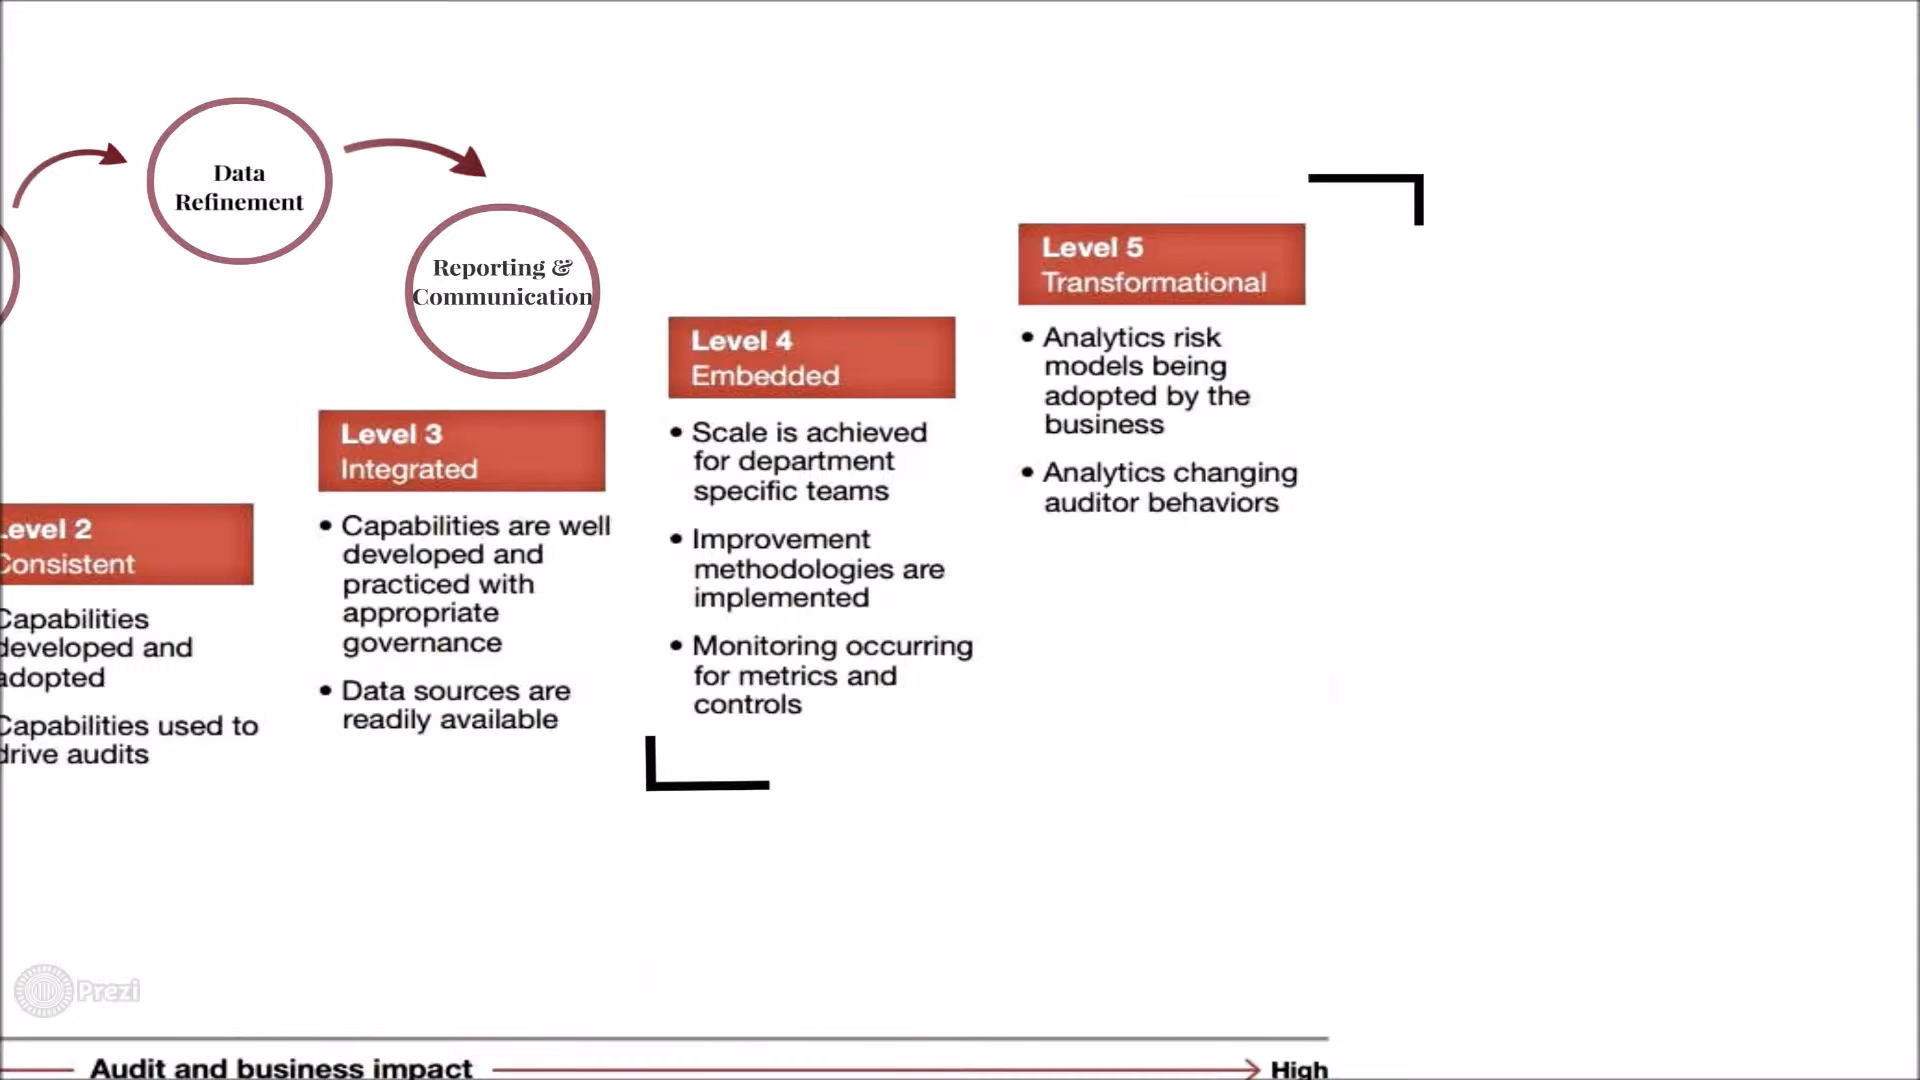 Data
Refinement
Reporting &
Communication
Level 5
Transformational
• Analytics risk
models being
adopted by the
business
• Analytics changing
auditor behaviors
Level 4
Embedded
• Scale is achieved
for department
specific teams
• Improvement
methodologies are
implemented
• Monitoring occurring
for metrics and
controls
Level 3
Integrated
• Capabilities are well
developed and
practiced with
appropriate
governance
• Data sources are
readily available
Level 2
Consistent
Capabilities
developed and
adopted
Capabilities used to
drive audits
Prezi
Audit and business impact
High